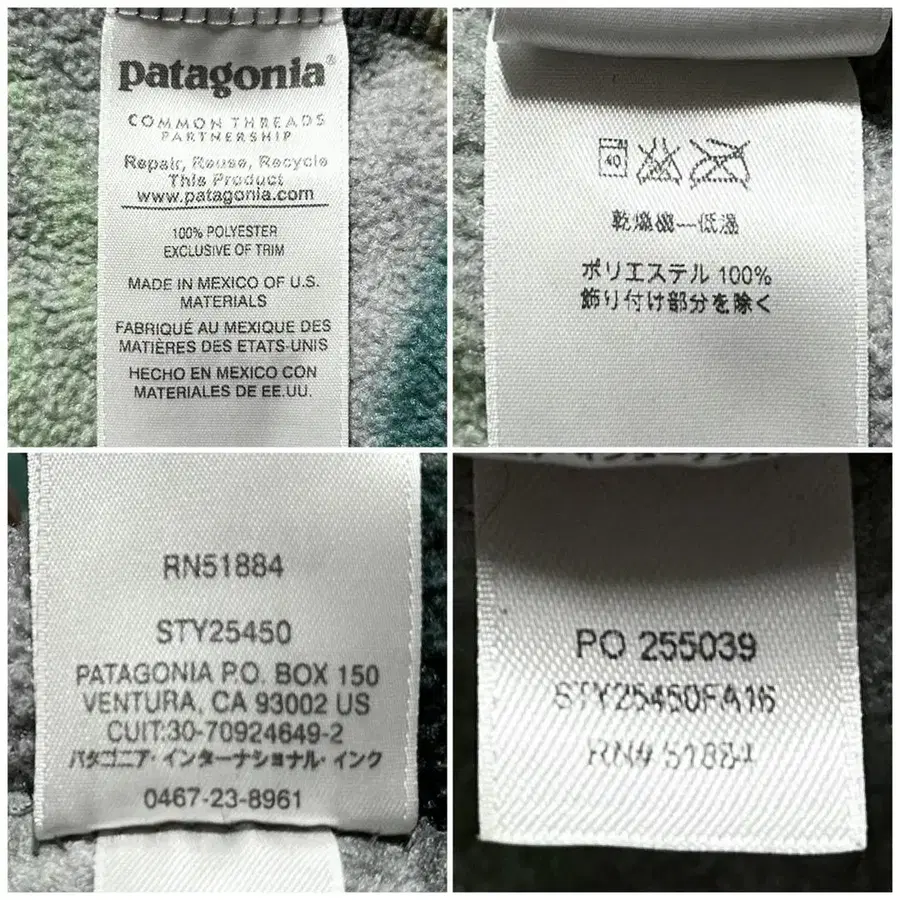 patagonia®
COMMON THREADS
PARTNERSHIP
Repair, Reuse, Recycle
This Product
www.patagonia.com
100% POLYESTER
EXCLUSIVE OF TRIM
MADE IN MEXICO OF U.S.
MATERIALS
FABRIQUÉ AU MEXIQUE DES
MATIÈRES DES ETATS-UNIS
HECHO EN MEXICO CON
MATERIALES DE EE.UU.
40
乾燥機―低温
ポリエステル 100%
飾り付け部分を除く
RN51884
STY25450
PATAGONIA P.O. BOX 150
VENTURA, CA 93002 US
CUIT:30-70924649-2
パタゴニア・インターナショナル・インク
0467-23-8961
PO 255039
STY25450FA16
RN# 51884